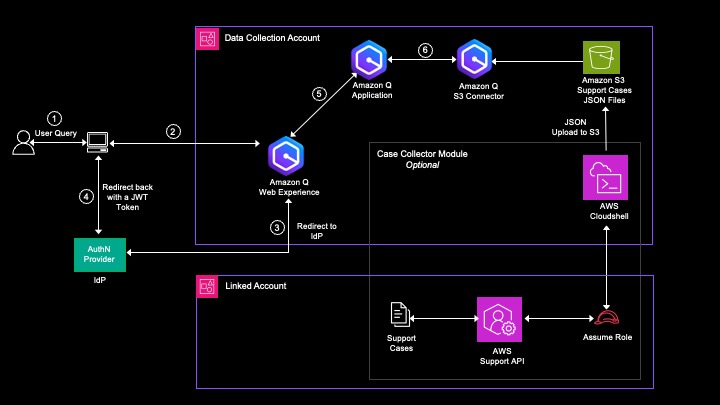 Data Collection Account
6
Amazon Q
Application
Amazon Q
S3 Connector
Amazon S3
Support Cases
JSON Files
5
1
User Query
2
JSON
Upload to S3
Case Collector Module
Optional
Amazon Q
Web Experience
4
Redirect back
with a JWT
Token
AWS
Cloudshell
3
Redirect to
IdP
AuthN
Provider
IdP
Linked Account
Support
Cases
AWS
Support API
Assume Role